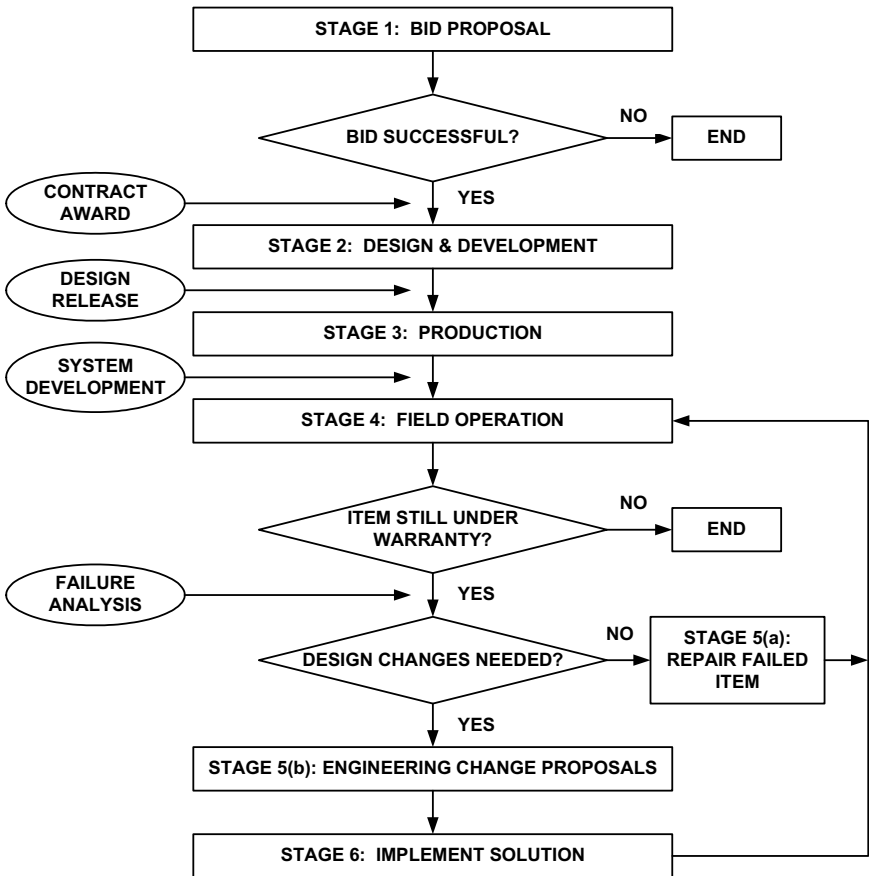 STAGE 1: BID PROPOSAL
BID SUCCESSFUL?
NO
END
YES
CONTRACT
AWARD
STAGE 2: DESIGN & DEVELOPMENT
DESIGN
RELEASE
STAGE 3: PRODUCTION
SYSTEM
DEVELOPMENT
STAGE 4: FIELD OPERATION
ITEM STILL UNDER
WARRANTY?
NO
END
YES
FAILURE
ANALYSIS
DESIGN CHANGES NEEDED?
NO
STAGE 5(a):
REPAIR FAILED
ITEM
YES
STAGE 5(b): ENGINEERING CHANGE PROPOSALS
STAGE 6: IMPLEMENT SOLUTION